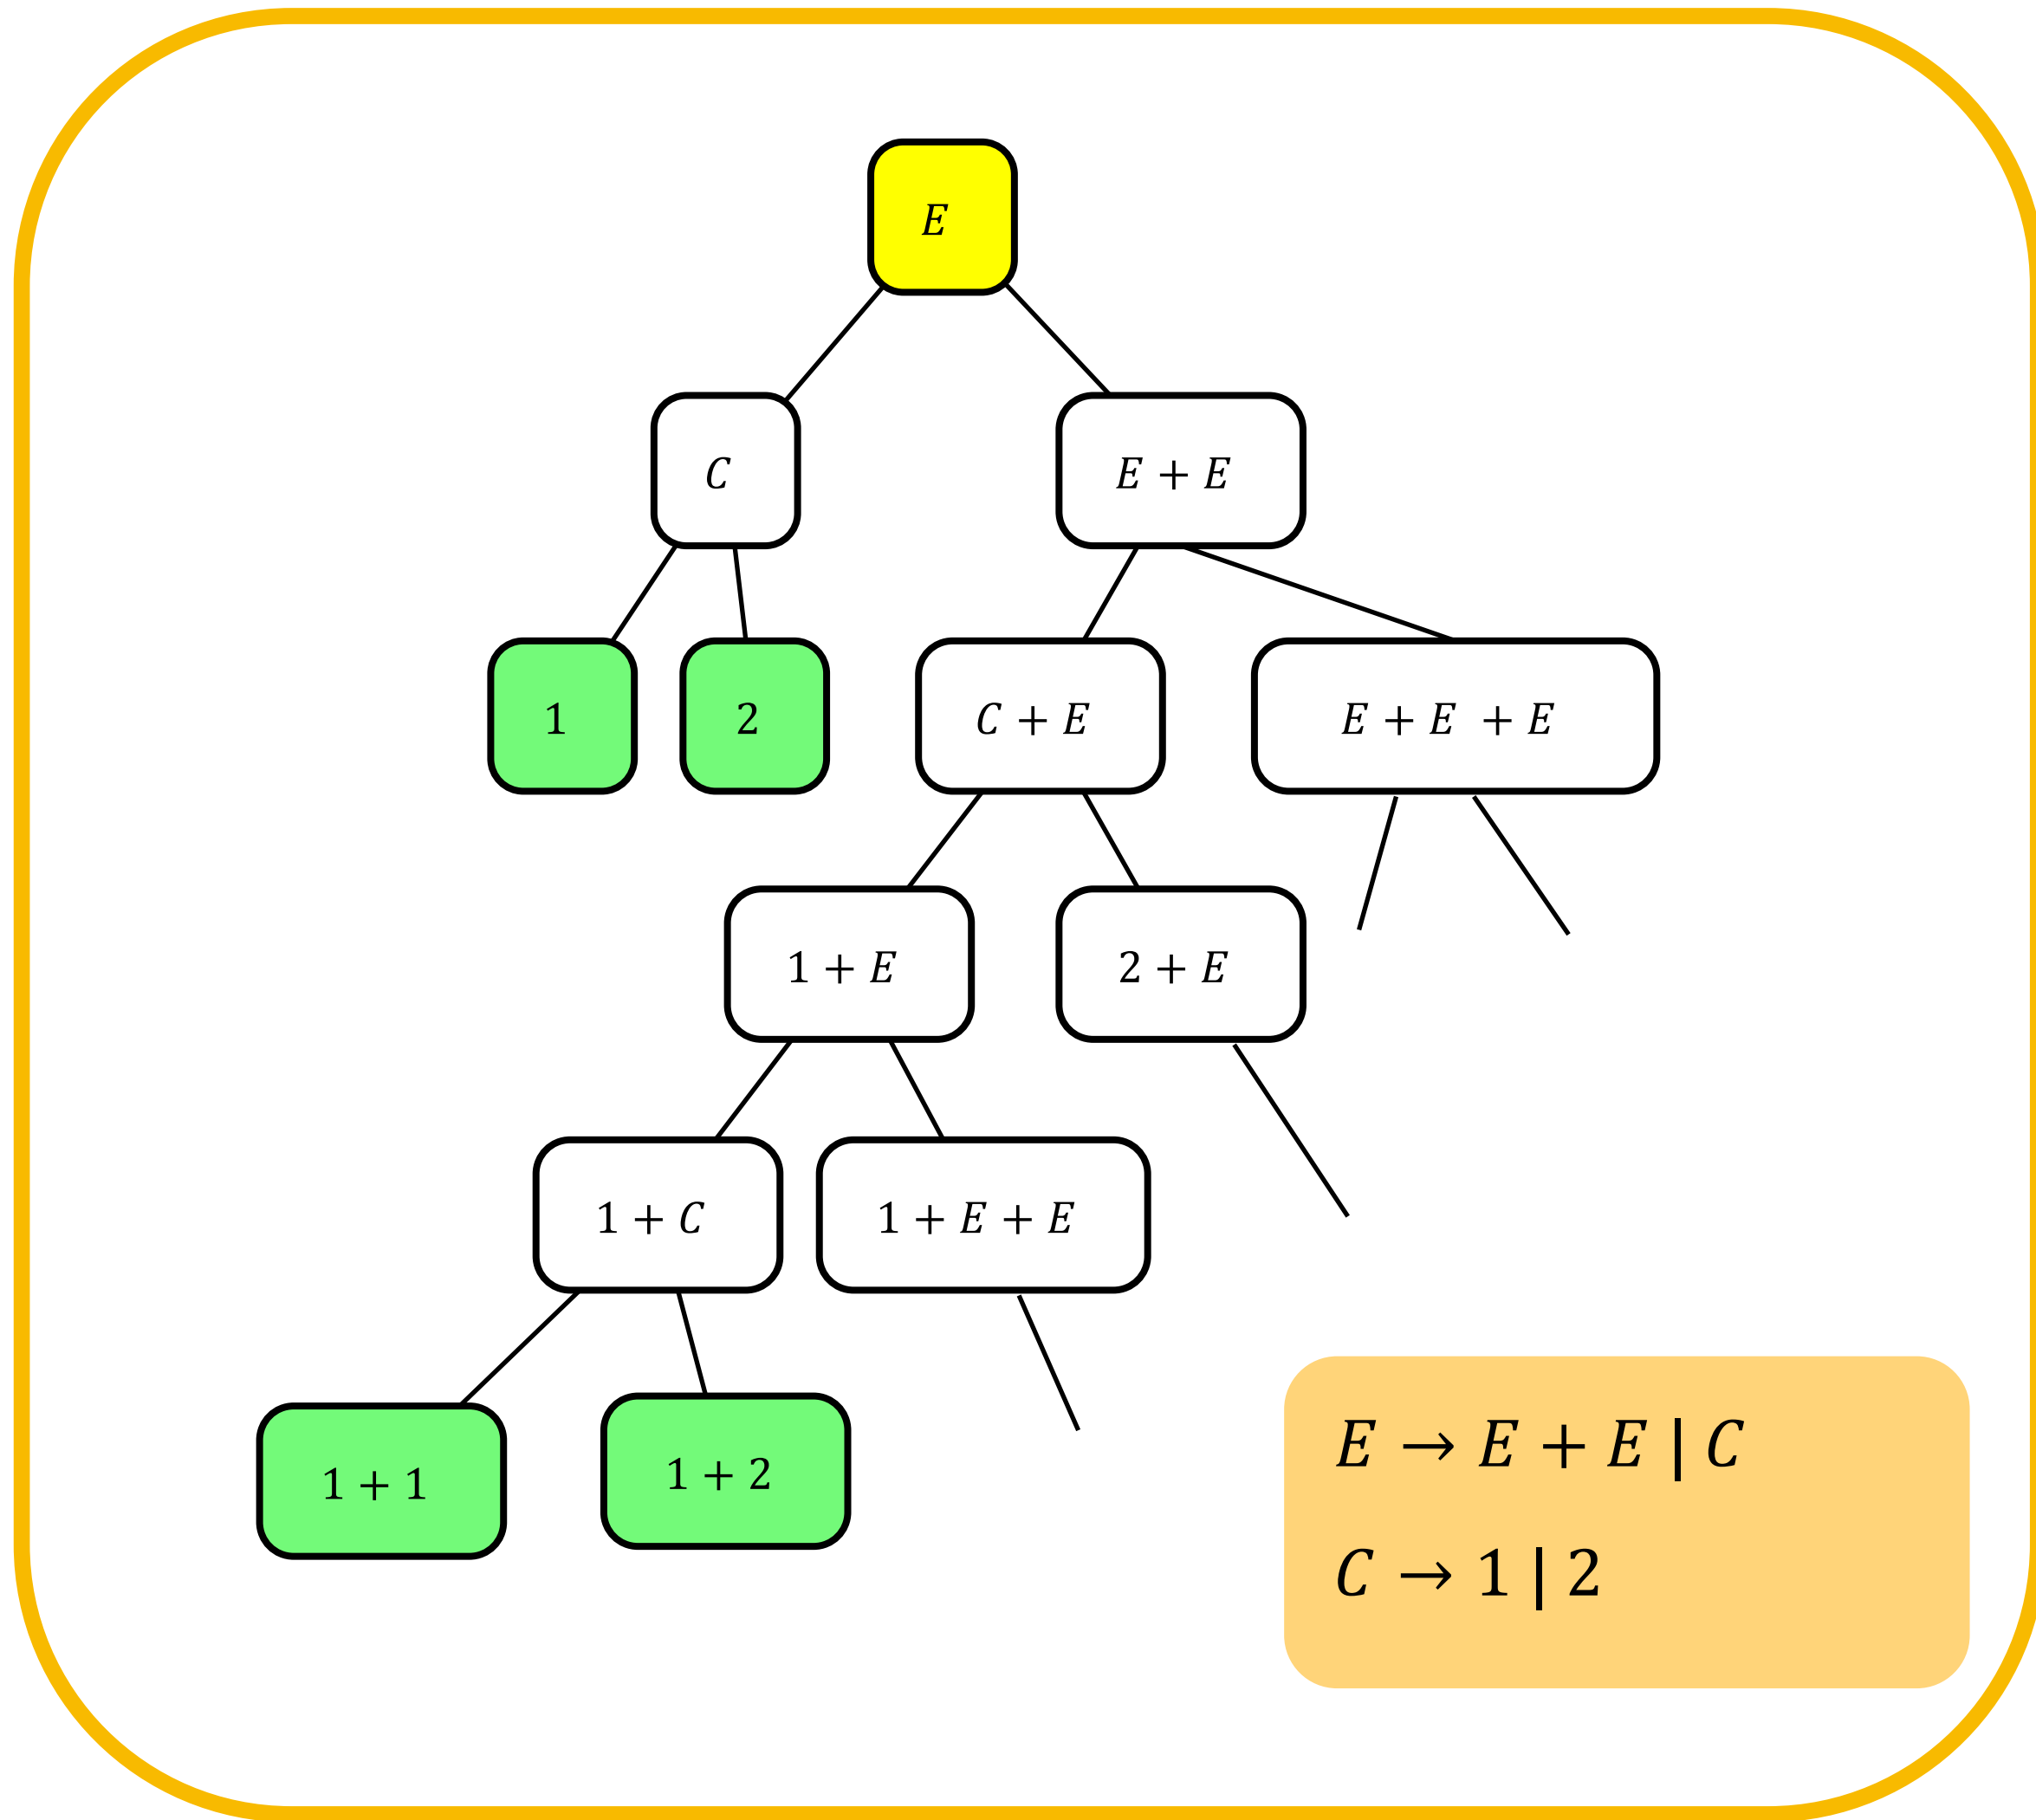 E
C
E + E
1
2
C + E
E + E + E
1 + E
2 + E
1 + C
1 + E + E
1 + 1
1 + 2
E → E + E | C
C → 1 | 2